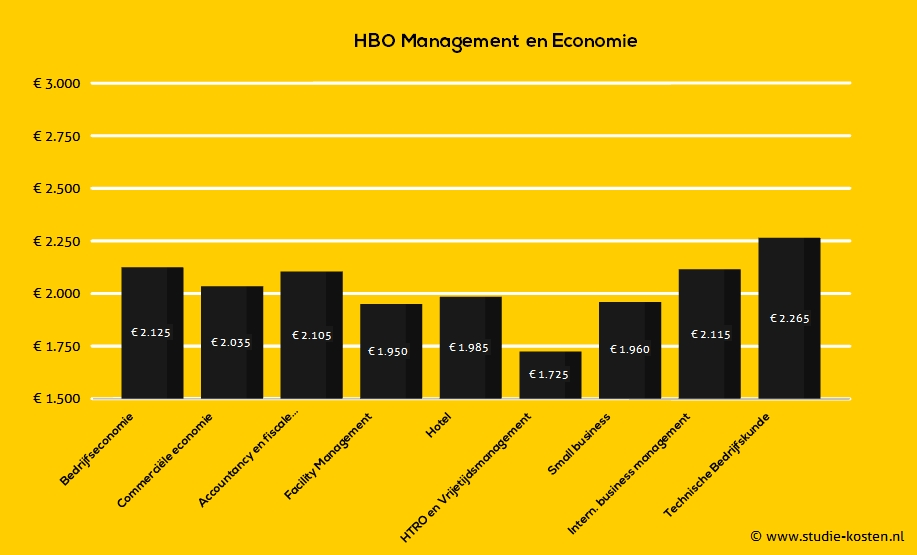 HBO Management en Economie
€ 3.000
€ 2.750
€ 2.500
€ 2.250
€ 2.000
€ 1.750
€ 1.500
€ 2.125
€ 2.035
€ 2.105
€ 1.950
€ 1.985
€ 1.725
€ 1.960
€ 2.115
€ 2.265
Bedrijfseconomie
Commerciële economie
Accountancy en fiscale...
Facility Management
Hotel
HTRO en Vrijetijdsmanagement
Small business
Intern. business management
Technische Bedrijfskunde
© www.studie-kosten.nl